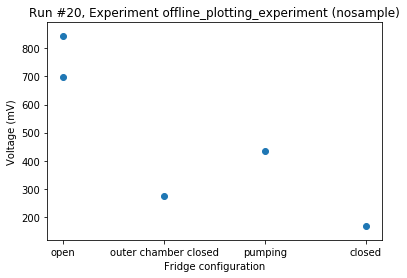 Run #20, Experiment offline_plotting_experiment (nosample)
800
700
600
500
400
300
200
Voltage (mV)
open
outer chamber closed
pumping
closed
Fridge configuration